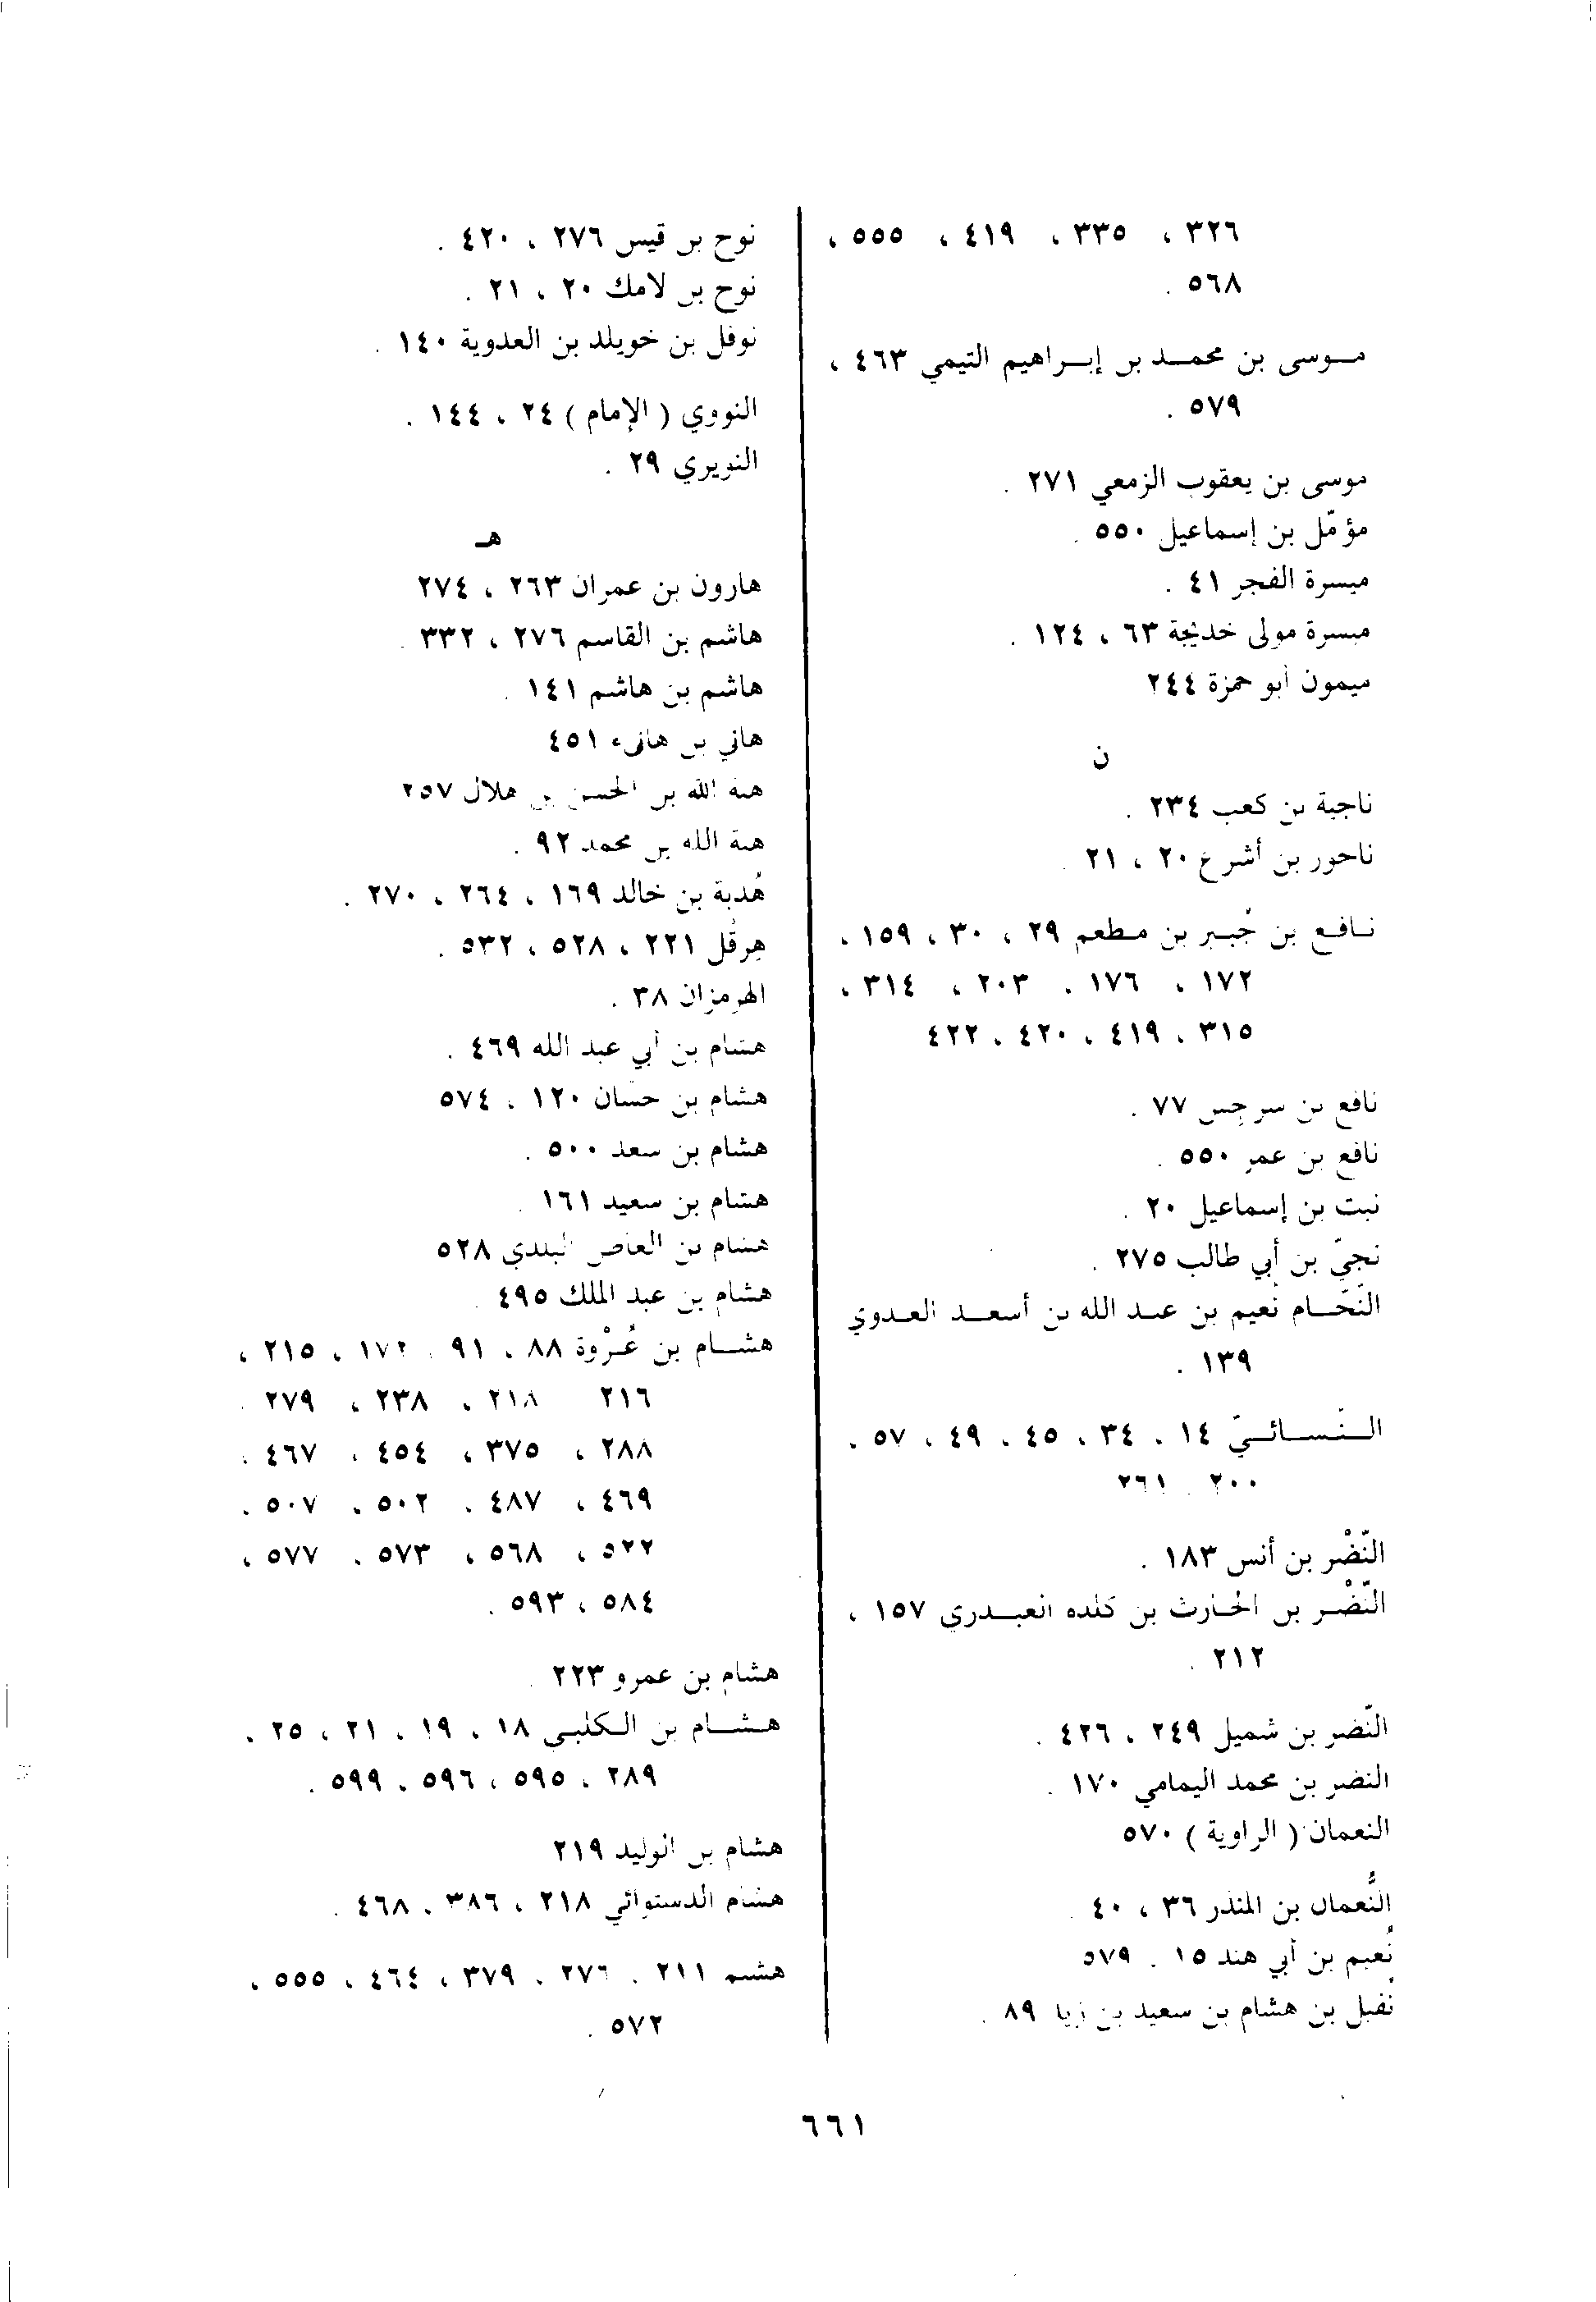 ٣٢٦ ، ٣٣٥ ، ٤١٩ ، ٥٥٥ ،
٥٦٨ .
موسى بن محمد بن إبراهيم التيمي ٤٦٣ ،
٥٧٩ .
موسى بن يعقوب الزمعي ٢٧١ .
مؤمّل بن إسماعيل ٥٥٠ .
ميسرة الفجر ٤١ .
ميسرة مولى خديجة ٦٣ ، ١٢٤ .
ميمون أبو حمزة ٢٤٤
ن
ناجية بن كعب ٢٣٤ .
ناحور بن أشرع ٢٠ ، ٢١ .
نافع بن جُبير بن مطعم ٢٩ ، ٣٠ ، ١٥٩ ،
١٧٢ ، ١٧٦ ، ٢٠٣ ، ٣١٤ ،
٣١٥ ، ٤١٩ ، ٤٢٠ ، ٤٢٢
نافع بن سرجِس ٧٧ .
نافع بن عمر ٥٥٠ .
نبت بن إسماعيل ٢٠ .
نجيّ بن أبي طالب ٢٧٥ .
النّحّام نعيم بن عبد الله بن أسعد العدوي
١٣٩ .
النّسائيّ ١٤ ، ٣٤ ، ٤٥ ، ٤٩ ، ٥٧ ،
٢٠٠ . ٢٦١
النّضْر بن أنس ١٨٣ .
النّضْر بن الحارث بن كلده العبدري ١٥٧ ،
٢١٢ .
النّضر بن شميل ٢٤٩ ، ٤٢٦ .
النضر بن محمد اليمامي ١٧٠ .
النعمان ( الراوية ) ٥٧٠
النُّعمان بن المنذر ٣٦ ، ٤٠ .
نُعيم بن أبي هند ١٥ . ٥٧٩
نُفيل بن هشام بن سعيد بن زيا ٨٩ .
نوح بن قيس ٢٧٦ ، ٤٢٠ .
نوح بن لامك ٢٠ ، ٢١ .
نوفل بن خويلد بن العدوية ١٤٠ .
النووي ( الإمام ) ٢٤ ، ١٤٤ .
النويري ٢٩ .
هـ
هارون بن عمران ٢٦٣ ، ٢٧٤
هاشم بن القاسم ٢٧٦ ، ٣٣٢ .
هاشم بن هاشم ١٤١ .
هاني بن هانىء ٤٥١
هبة الله بن الحسن بن هلال ٢٥٧
هبة الله بن محمد ٩٢ .
هُدبة بن خالد ١٦٩ ، ٢٦٤ ، ٢٧٠ .
هِرقل ٢٢١ ، ٥٢٨ ، ٥٣٢ .
الهرمزان ٣٨ .
هشام بن أبي عبد الله ٤٦٩ .
هشام بن حسّان ١٢٠ ، ٥٧٤
هشام بن سعد ٥٠٠ .
هشام بن سعيد ١٦١ .
هشام بن العاص البلدي ٥٢٨
هشام بن عبد الملك ٤٩٥ .
هشام بن عُرْوة ٨٨ ، ٩١ . ١٧٢ ، ٢١٥ ،
٢١٦ ٢١٨ ، ٢٣٨ ، ٢٧٩ .
٢٨٨ ، ٣٧٥ ، ٤٥٤ ، ٤٦٧ .
٤٦٩ ، ٤٨٧ . ٥٠٢ . ٥٠٧ .
٥٢٢ ، ٥٦٨ ، ٥٧٣ . ٥٧٧ ،
٥٨٤ ، ٥٩٣ .
هشام بن عمرو ٢٢٣ .
هشام بن الكلبي ١٨ ، ١٩ ، ٢١ ، ٢٥ .
٢٨٩ . ٥٩٥ ، ٥٩٦ . ٥٩٩ .
هشام بن الوليد ٢١٩
هشام الدستوائي ٢١٨ ، ٣٨٦ . ٤٦٨ .
هشيم ٢١١ . ٢٧٦ . ٣٧٩ ، ٤٦٤ ، ٥٥٥ ،
٥٧٢ .
٦٦١